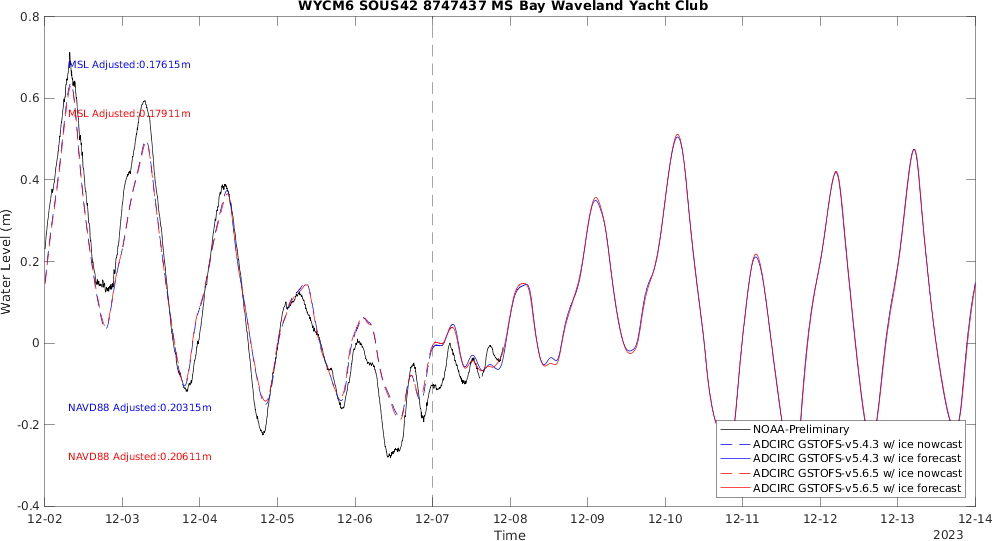 WYCM6 SOUS42 8747437 MS Bay Waveland Yacht Club
0.8
0.6
0.4
0.2
0
-0.2
-0.4
Water Level (m)
MSL Adjusted:0.17615m
MSL Adjusted:0.17911m
NAVD88 Adjusted:0.20315m
NAVD88 Adjusted:0.20611m
NOAA-Preliminary
ADCIRC GSTOFS-v5.4.3 w/ ice nowcast
ADCIRC GSTOFS-v5.4.3 w/ ice forecast
ADCIRC GSTOFS-v5.6.5 w/ ice nowcast
ADCIRC GSTOFS-v5.6.5 w/ ice forecast
12-02 12-03 12-04 12-05 12-06 12-07 12-08 12-09 12-10 12-11 12-12 12-13 12-14
Time
2023